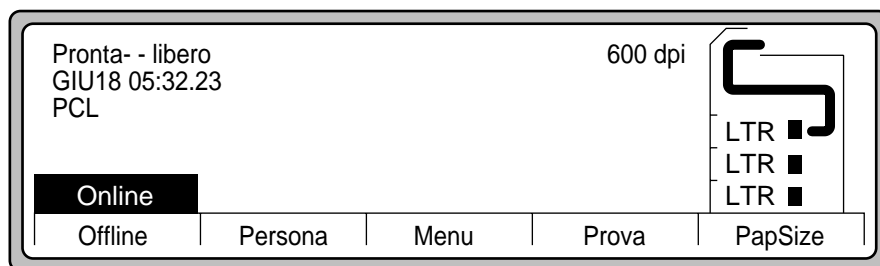 Pronta- - libero
600 dpi
GIU18 05:32.23
PCL
LTR
LTR
LTR
Online
Offline
Persona
Menu
Prova
PapSize